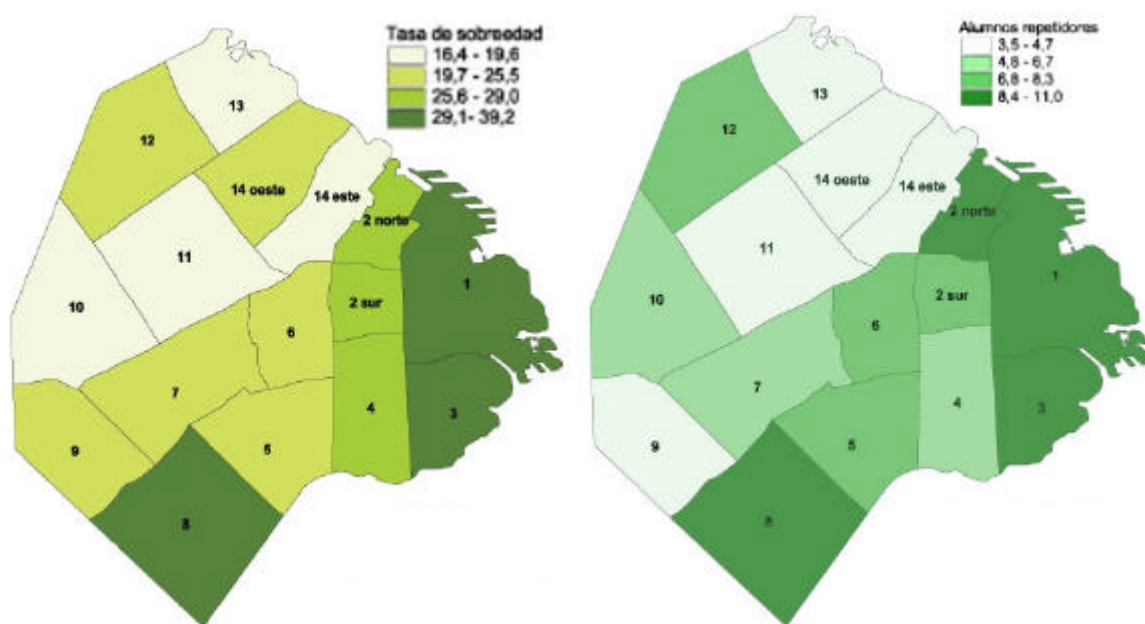 Tasa de sobreedad
16,4 - 19,6
19,7 - 25,5
25,6 - 29,0
29,1- 39,2
13
12
14 oeste
14 este
2 norte
11
1
10
2 sur
6
7
4
3
9
5
8
Alumnos repetidores
3,5 - 4,7
4,8 - 6,7
6,8 - 8,3
8,4 - 11,0
13
12
14 oeste
14 este
2 norte
11
1
10
2 sur
6
7
4
3
9
5
8